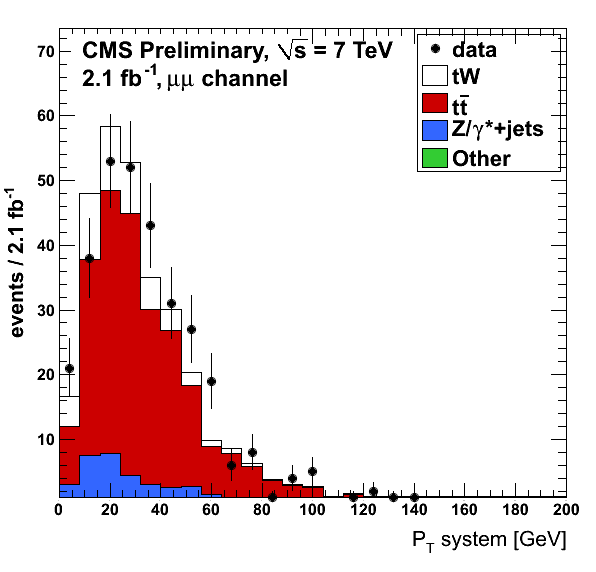 CMS Preliminary, √s = 7 TeV
2.1 fb⁻¹, μμ channel
data
tW
tt̄
Z/γ*+jets
Other
events / 2.1 fb⁻¹
70
60
50
40
30
20
10
0 20 40 60 80 100 120 140 160 180 200
P_T system [GeV]